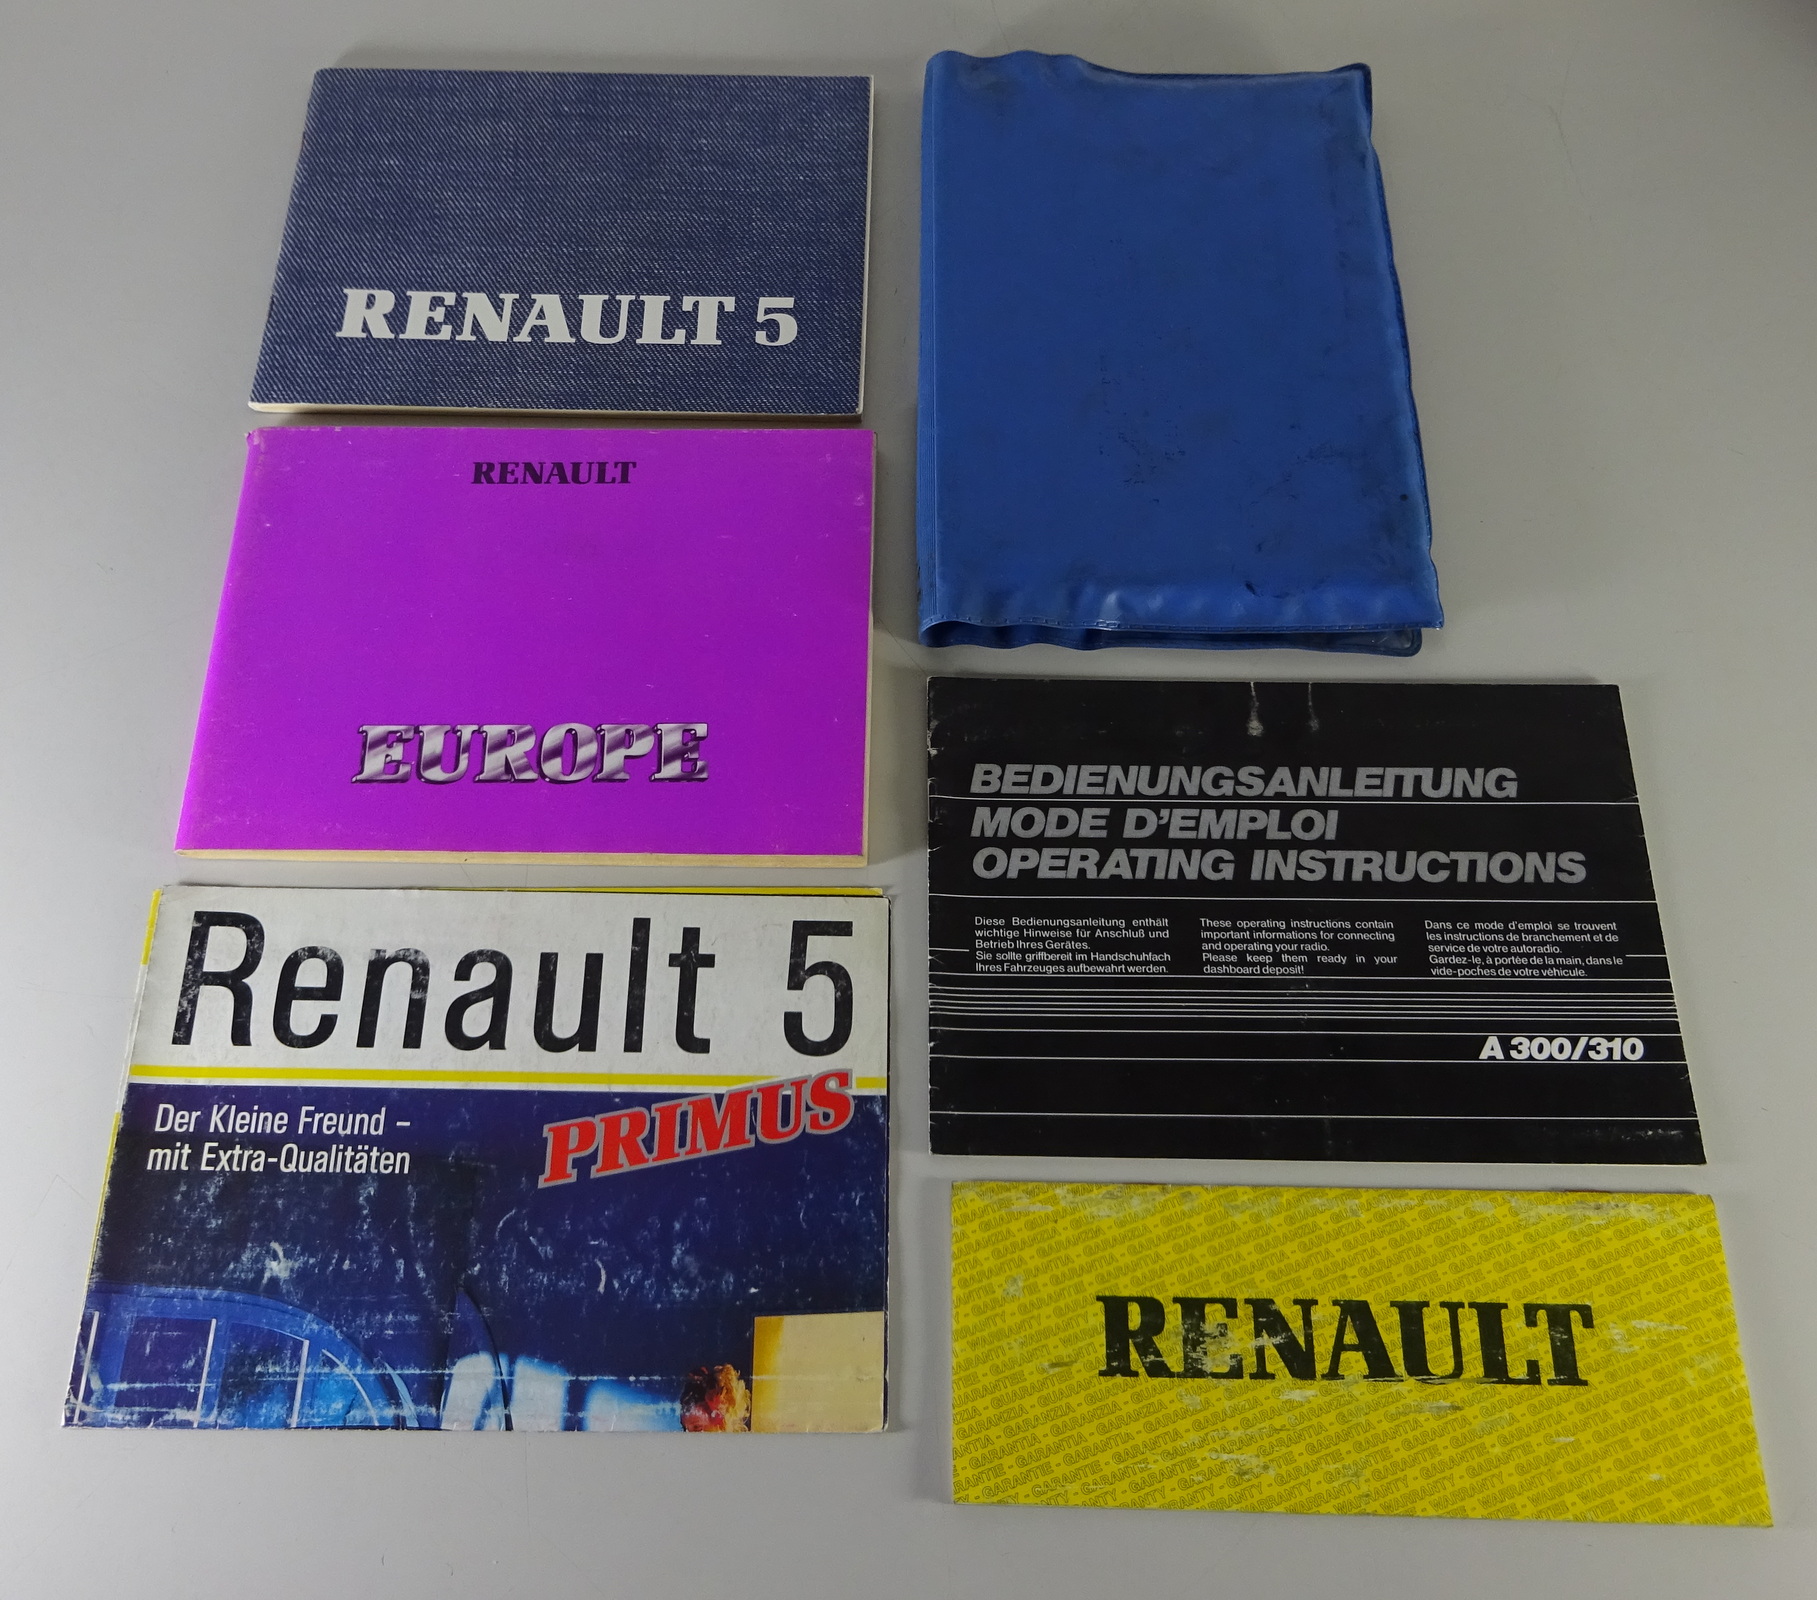 RENAULT 5
RENAULT
EUROPE
Renault 5
PRIMUS
Der Kleine Freund –
mit Extra-Qualitäten
BEDIENUNGSANLEITUNG
MODE D'EMPLOI
OPERATING INSTRUCTIONS
Diese Bedienungsanleitung enthält
wichtige Hinweise für Anschluß und
Betrieb Ihres Gerätes.
Sie sollte griffbereit im Handschuhfach
Ihres Fahrzeuges aufbewahrt werden.
These operating instructions contain
important informations for connecting
and operating your radio.
Please keep them ready in your
dashboard deposit!
Dans ce mode d'emploi se trouvent
les instructions de branchement et de
service de votre autoradio.
Gardez-le, à portée de la main, dans le
vide-poches de votre véhicule.
A 300/310
RENAULT